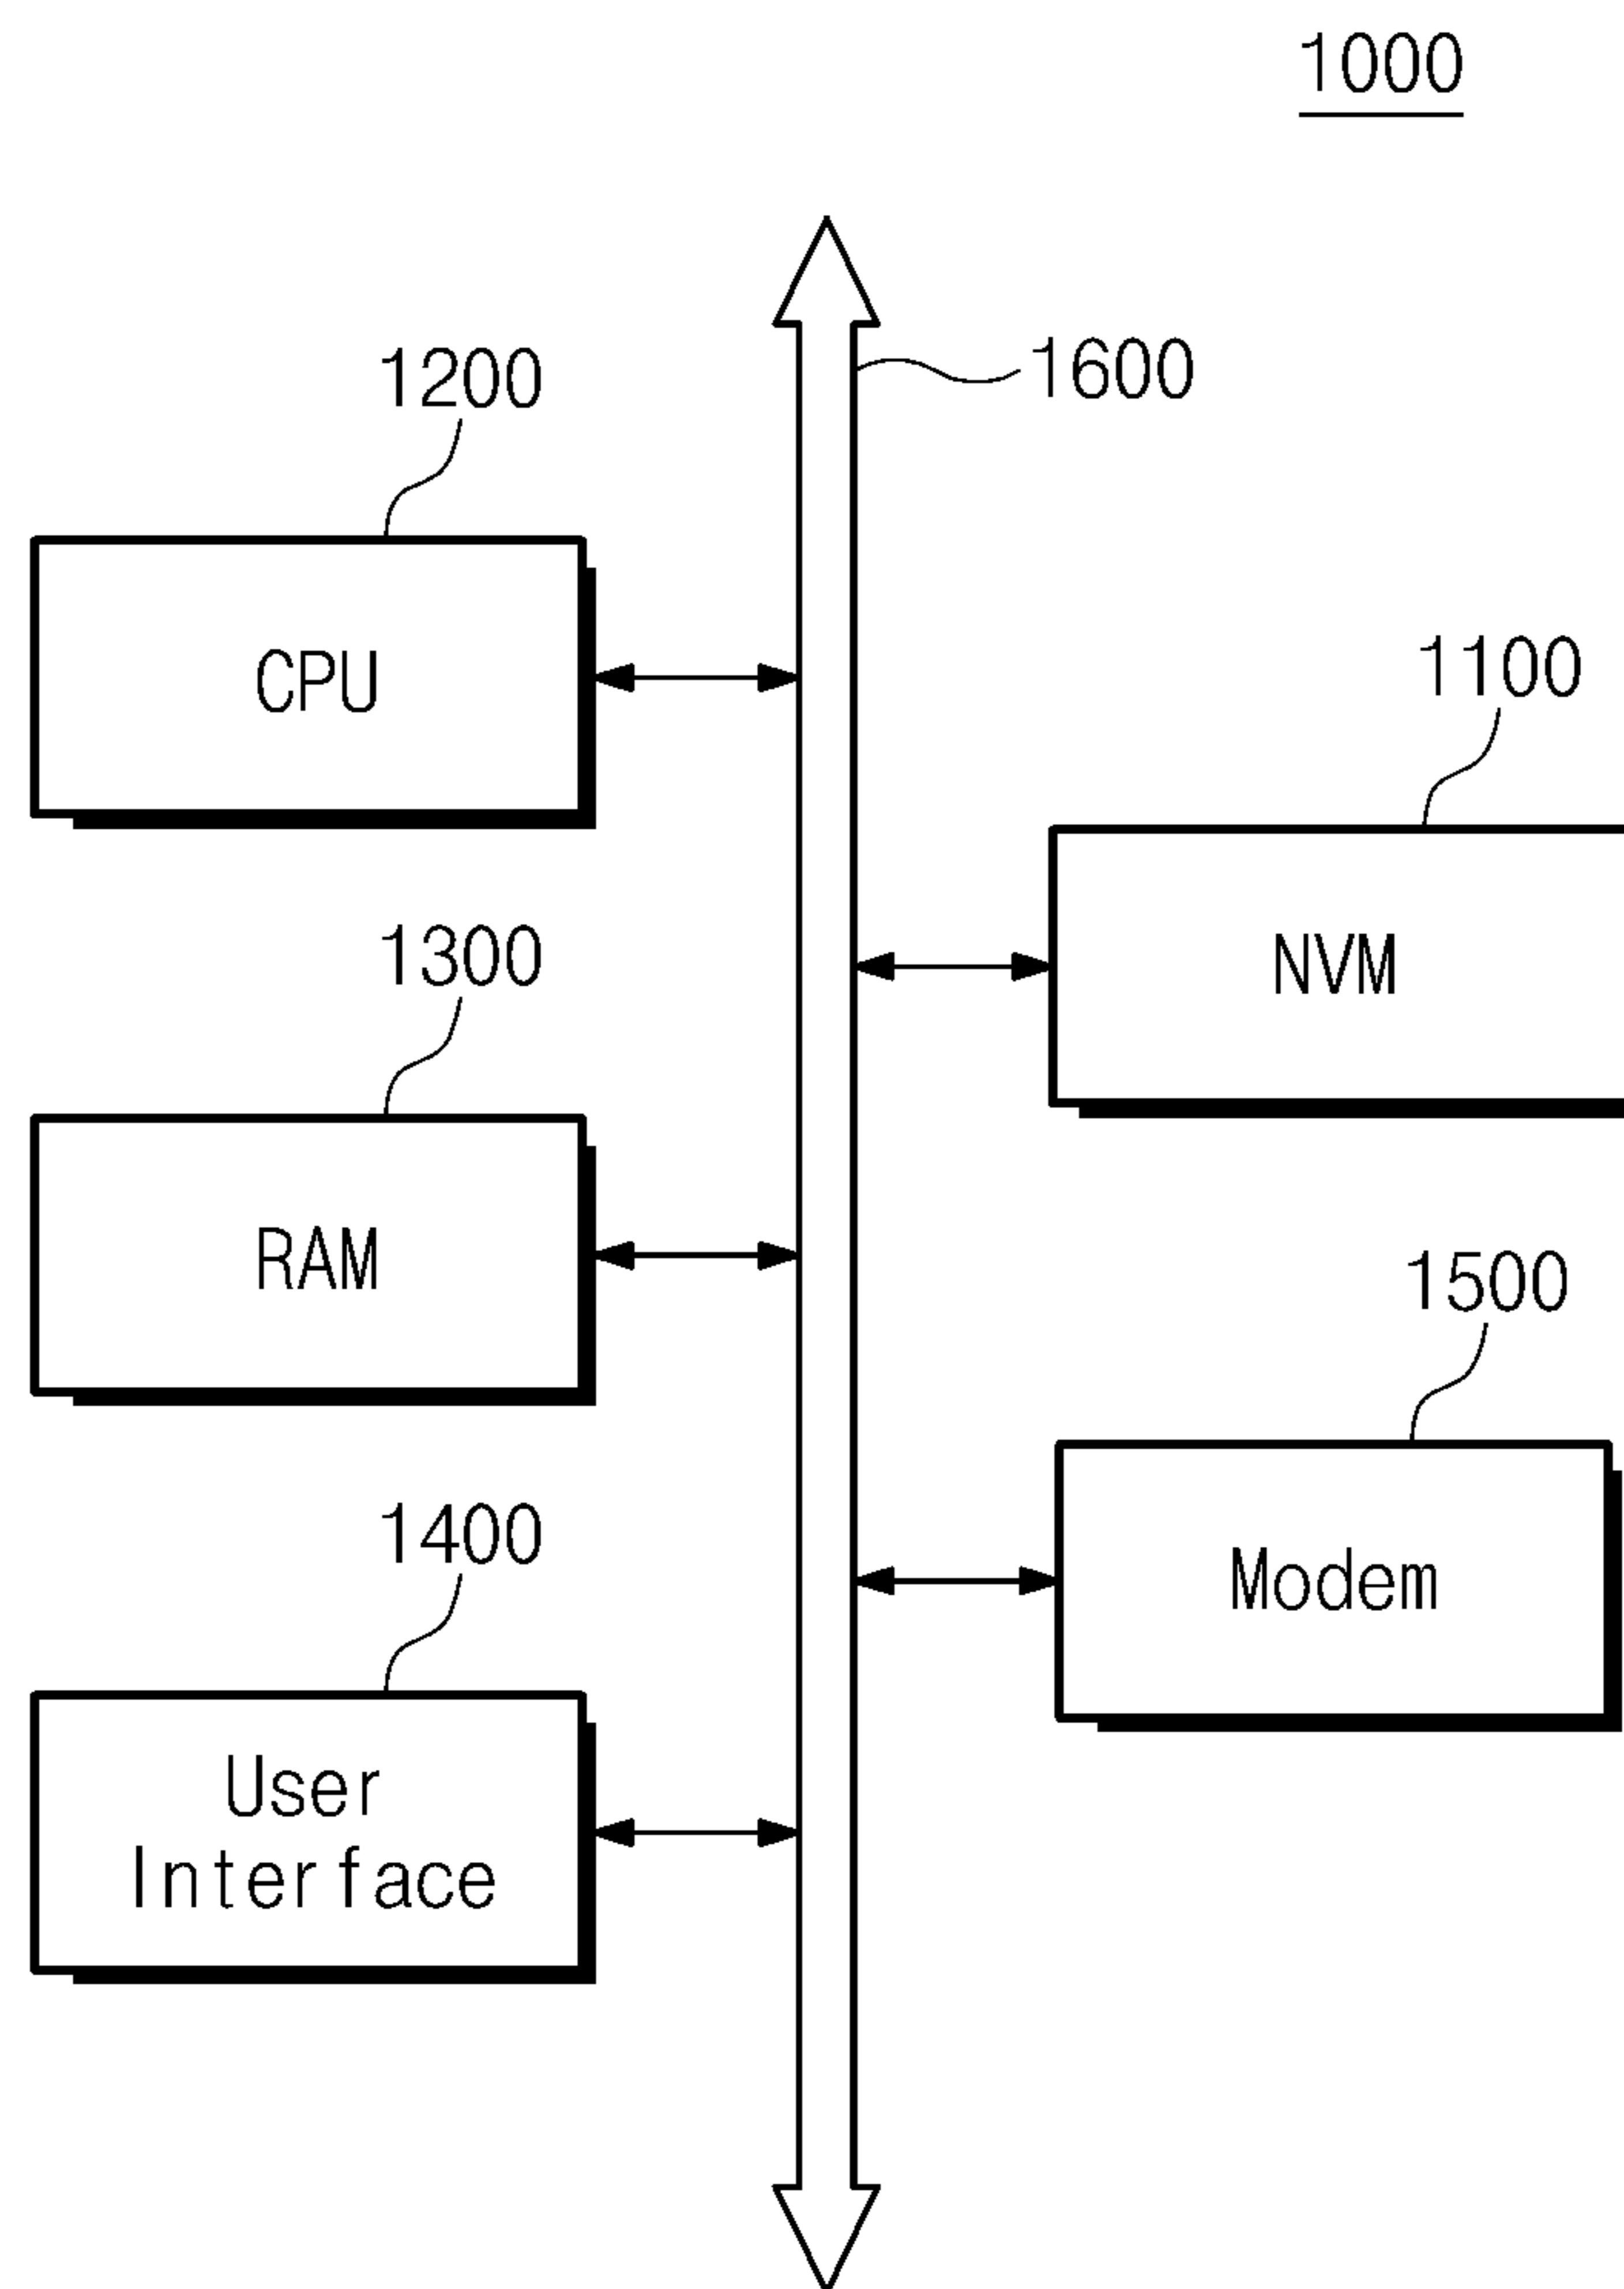 1000
1600
1200
CPU
1100
NVM
1300
RAM
1500
Modem
1400
User
Interface